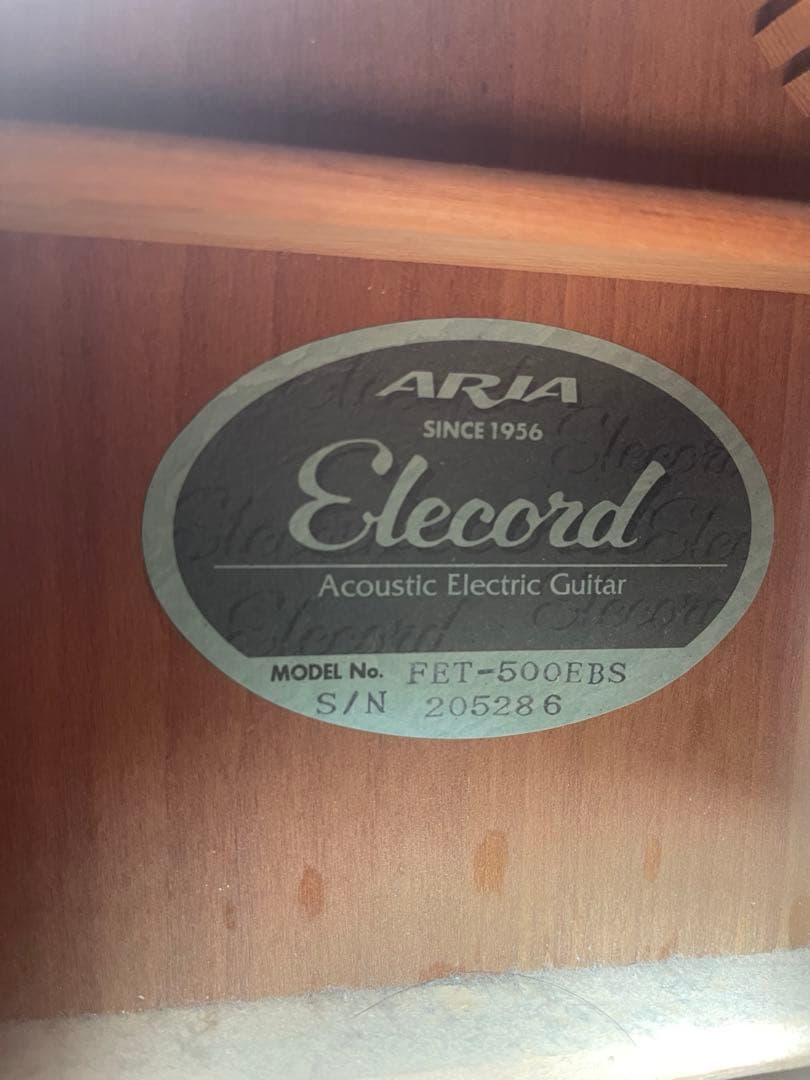 ARIA
SINCE 1956
Elecord
Acoustic Electric Guitar
MODEL No. FET-500EBS
S/N 205286